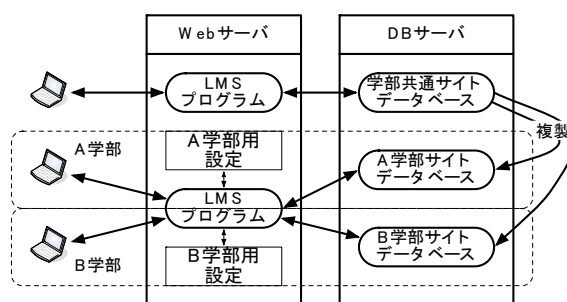 Webサーバ
DBサーバ
LMS
プログラム
学部共通サイト
データベース
複製
A学部
A学部用
設定
A学部サイト
データベース
LMS
プログラム
B学部
B学部用
設定
B学部サイト
データベース